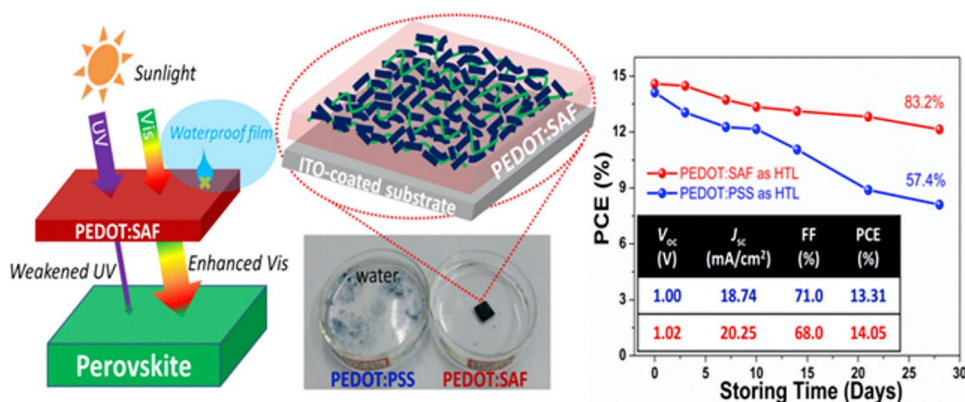 Sunlight
UV
Vis
Waterproof film
PEDOT:SAF
Weakened UV
Enhanced Vis
Perovskite
PEDOT:SAF
ITO-coated substrate
water
PEDOT:PSS
PEDOT:SAF
PCE (%)
15
12
9
6
3
0
83.2%
57.4%
PEDOT:SAF as HTL
PEDOT:PSS as HTL
Voc Jsc FF PCE
(V) (mA/cm²) (%) (%)
1.00 18.74 71.0 13.31
1.02 20.25 68.0 14.05
0 5 10 15 20 25 30
Storing Time (Days)